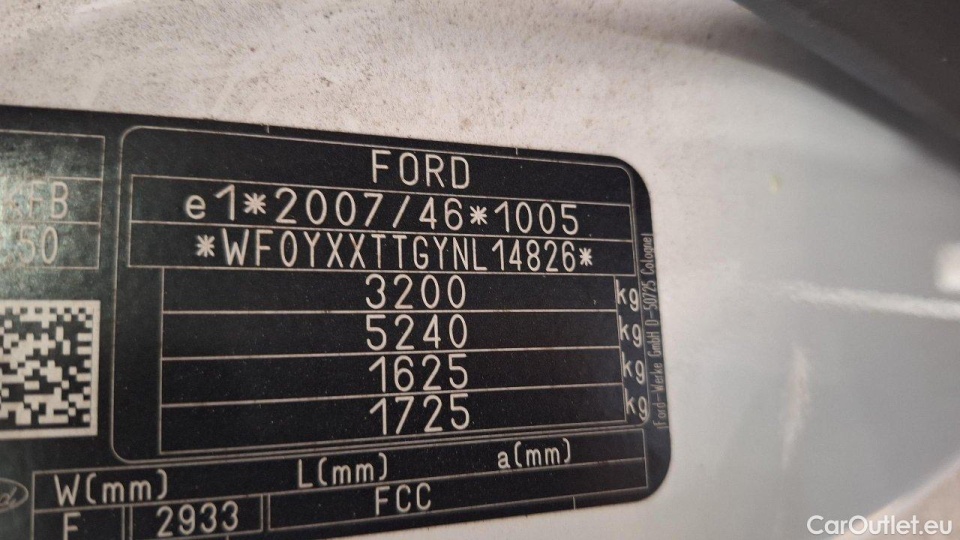 FORD
e1*2007/46*1005
*WF0YXXTTGYNL14826*
3200 kg
5240 kg
1625 kg
1725 kg
(Ford-Werke GmbH D-50725 Cologne)
FB
50
W(mm) L(mm) a(mm)
F 2933 FCC
CarOutlet.eu